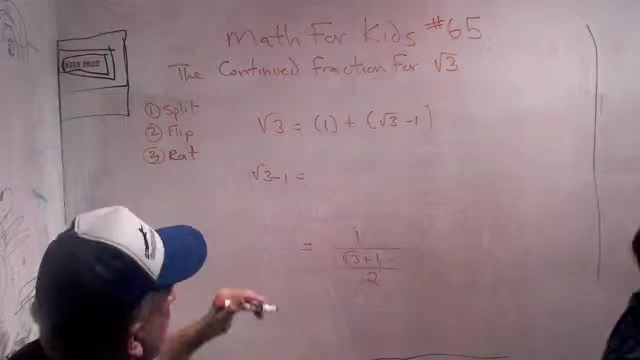 Math For Kids #65
The Continued Fraction For √3
① Split
② Flip
③ Rat
√3 = (1) + (√3 - 1)
√3 - 1 =
= 1
√3 + 1
2